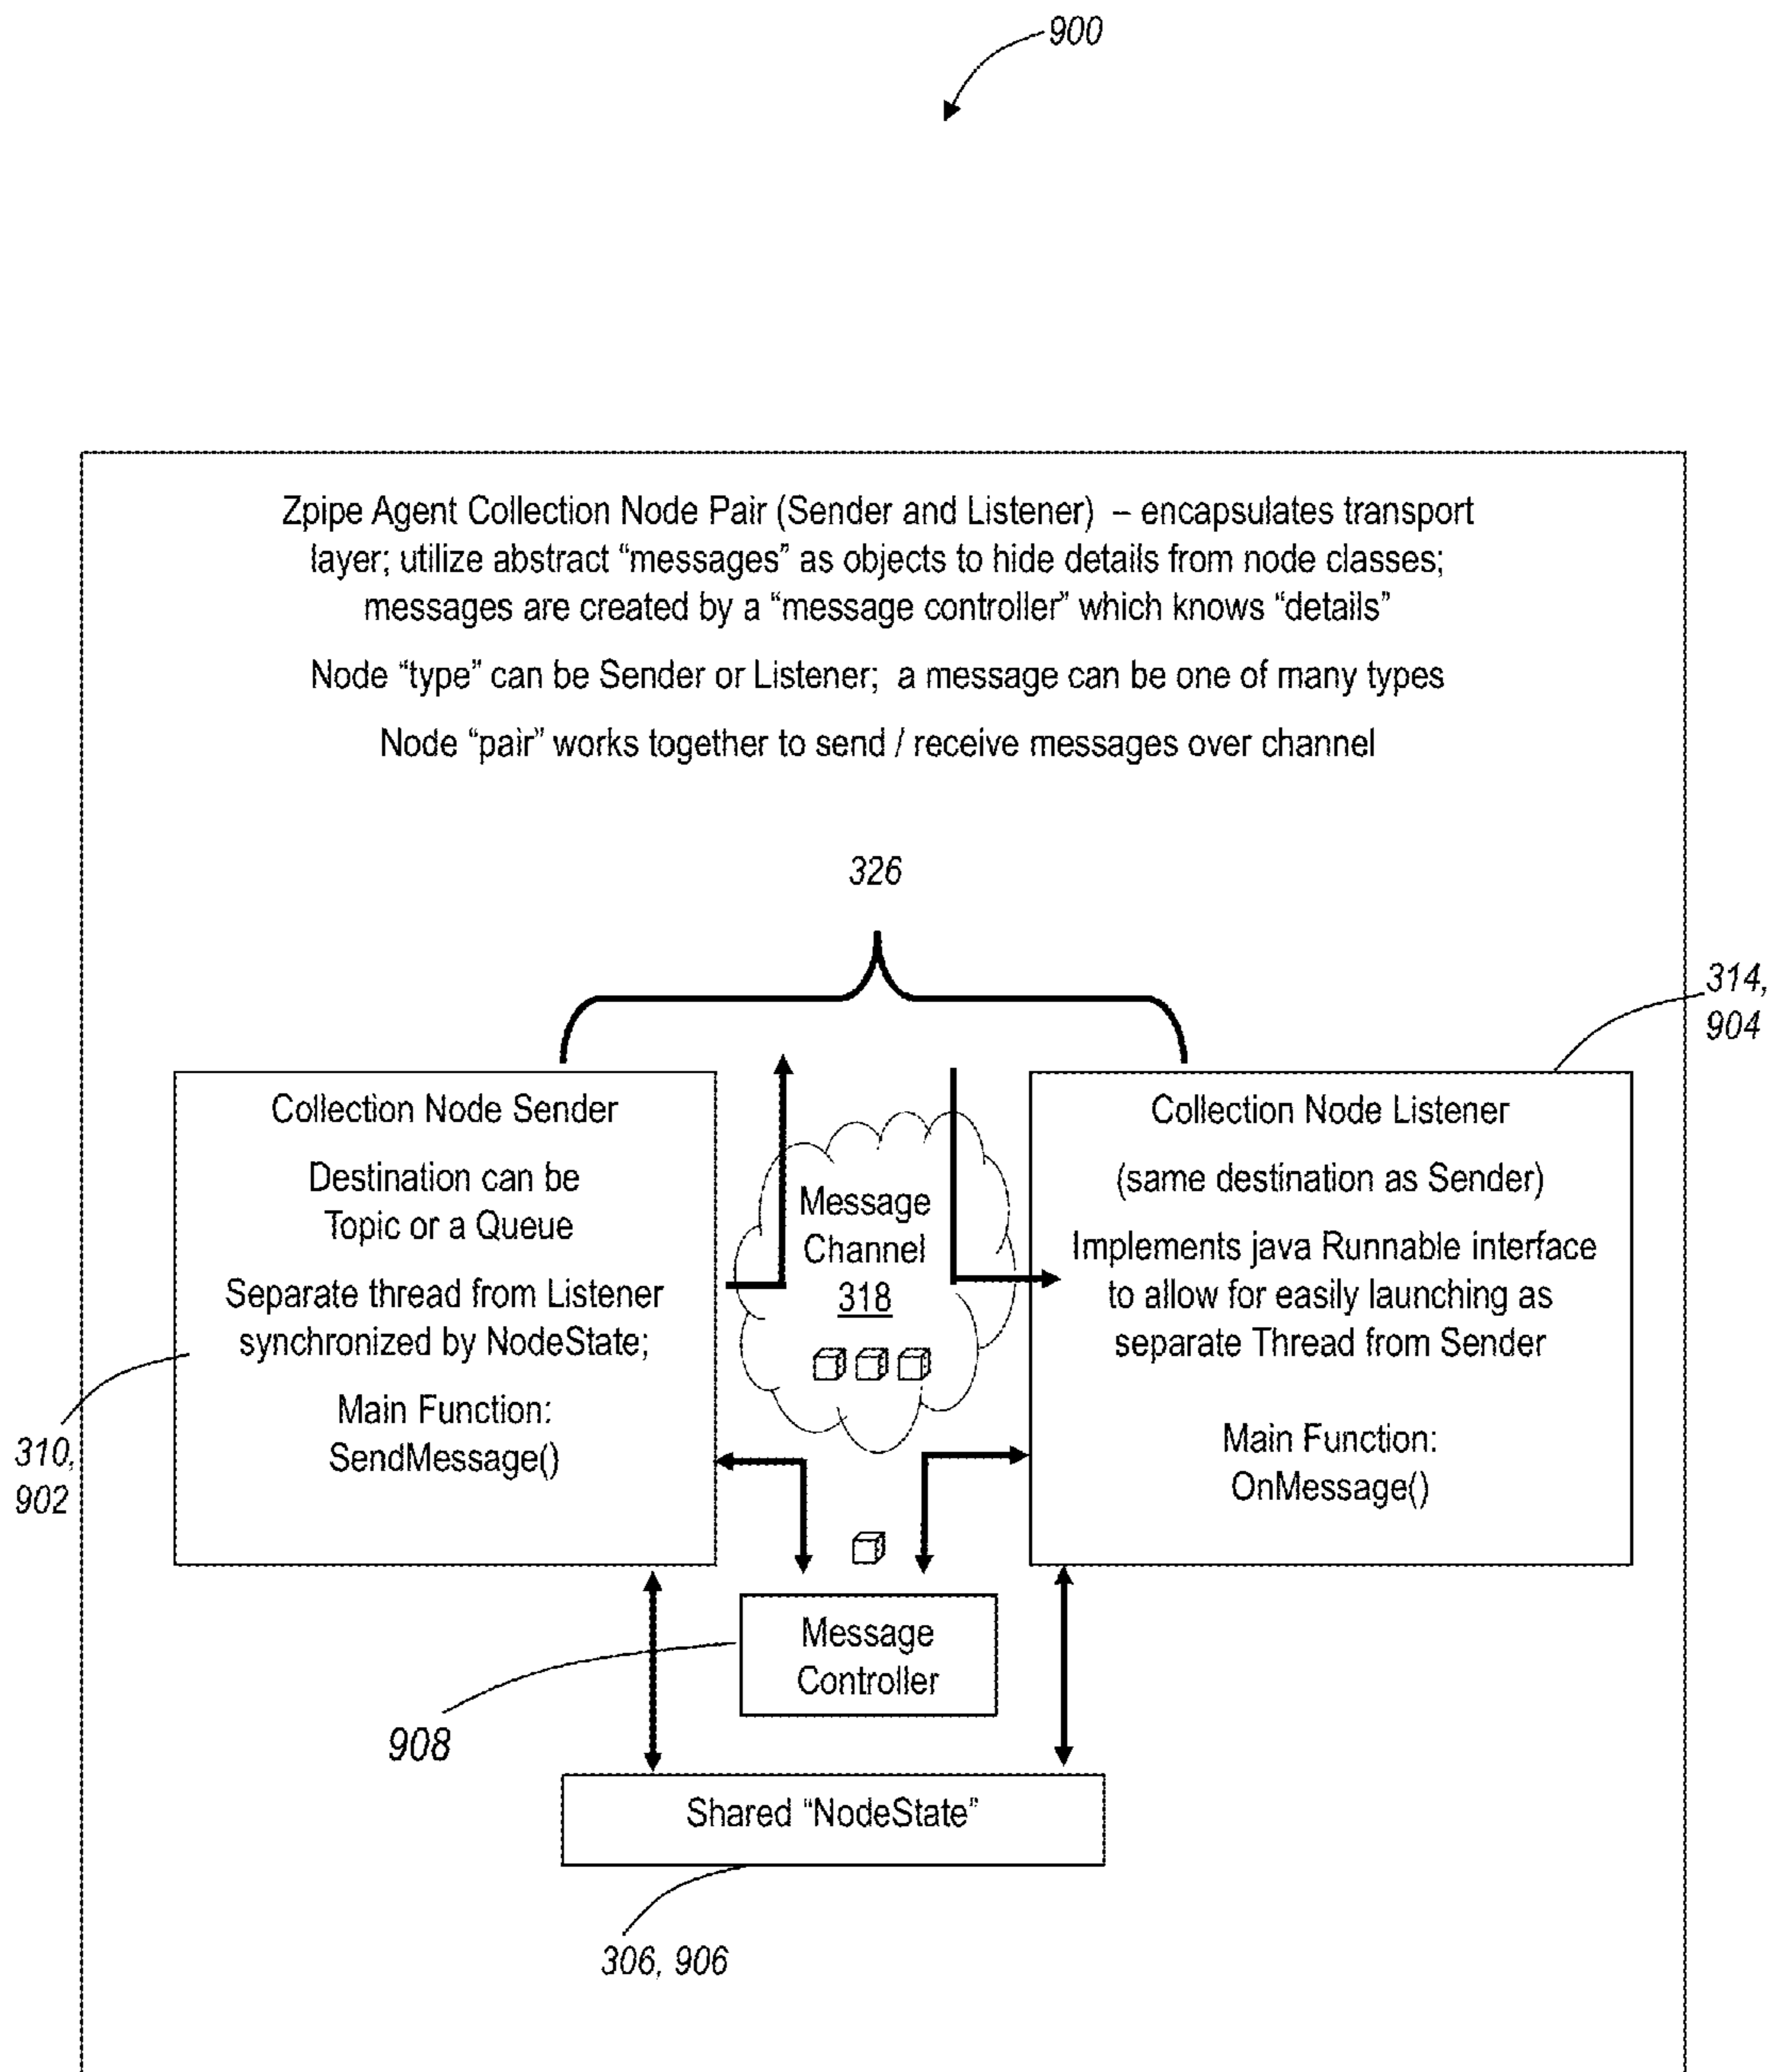 900
Zpipe Agent Collection Node Pair (Sender and Listener) – encapsulates transport
layer; utilize abstract “messages” as objects to hide details from node classes;
messages are created by a “message controller” which knows “details”
Node “type” can be Sender or Listener; a message can be one of many types
Node “pair” works together to send / receive messages over channel
326
314,
904
Collection Node Sender
Destination can be
Topic or a Queue
Separate thread from Listener
synchronized by NodeState;
Main Function:
SendMessage()
310,
902
Message
Channel
318
Collection Node Listener
(same destination as Sender)
Implements java Runnable interface
to allow for easily launching as
separate Thread from Sender
Main Function:
OnMessage()
Message
Controller
908
Shared “NodeState”
306, 906